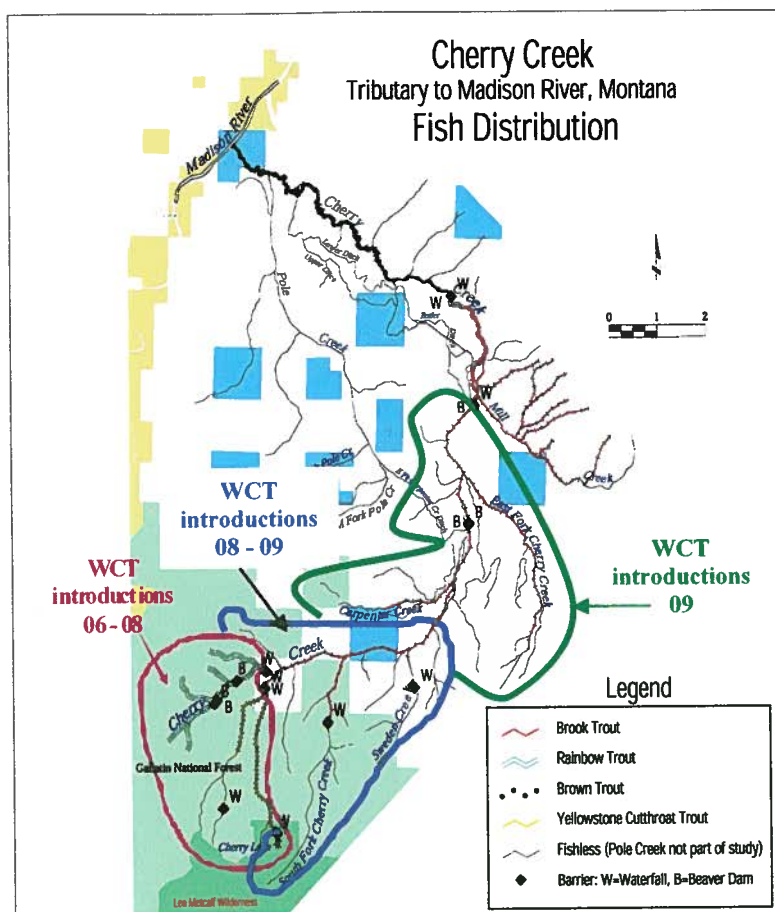 Cherry Creek
Tributary to Madison River, Montana
Fish Distribution
Madison River
Cherry
Creek
W
W
Pole
Creek
0 1 2
W
B
Mill
Creek
WCT
introductions
08 - 09
B
B
East Fork Cherry Creek
WCT
introductions
06 - 08
WCT
introductions
09
Carpenter Creek
Creek
W
W
B
B
B
Cherry
W
W
Sweden Creek
Gallatin National Forest
W
W
Cherry Lake
South Fork Cherry Creek
Lee Metcalf Wilderness
Legend
Brook Trout
Rainbow Trout
Brown Trout
Yellowstone Cutthroat Trout
Fishless (Pole Creek not part of study)
Barrier: W=Waterfall, B=Beaver Dam